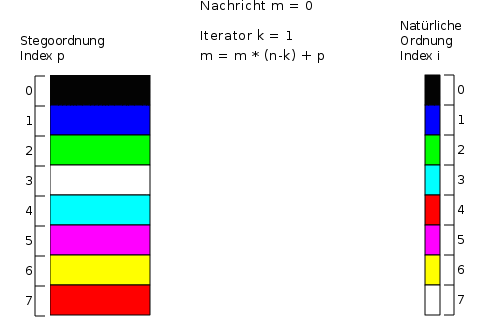 Nachricht m = 0
Iterator k = 1
m = m * (n-k) + p
Stegoordnung
Index p
0
1
2
3
4
5
6
7
Natürliche
Ordnung
Index i
0
1
2
3
4
5
6
7